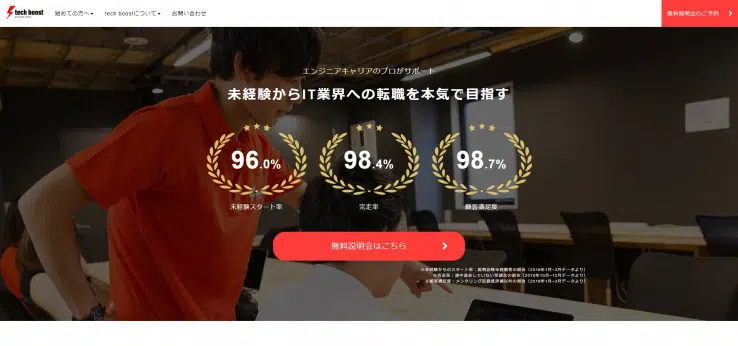 tech boost
始めての方へ
tech boostについて
お問い合わせ
無料説明会のご予約
エンジニアキャリアのプロがサポート
未経験からIT業界への転職を本気で目指す
96.0%
98.4%
98.7%
未経験スタート率
完走率
顧客満足度
無料説明会はこちら